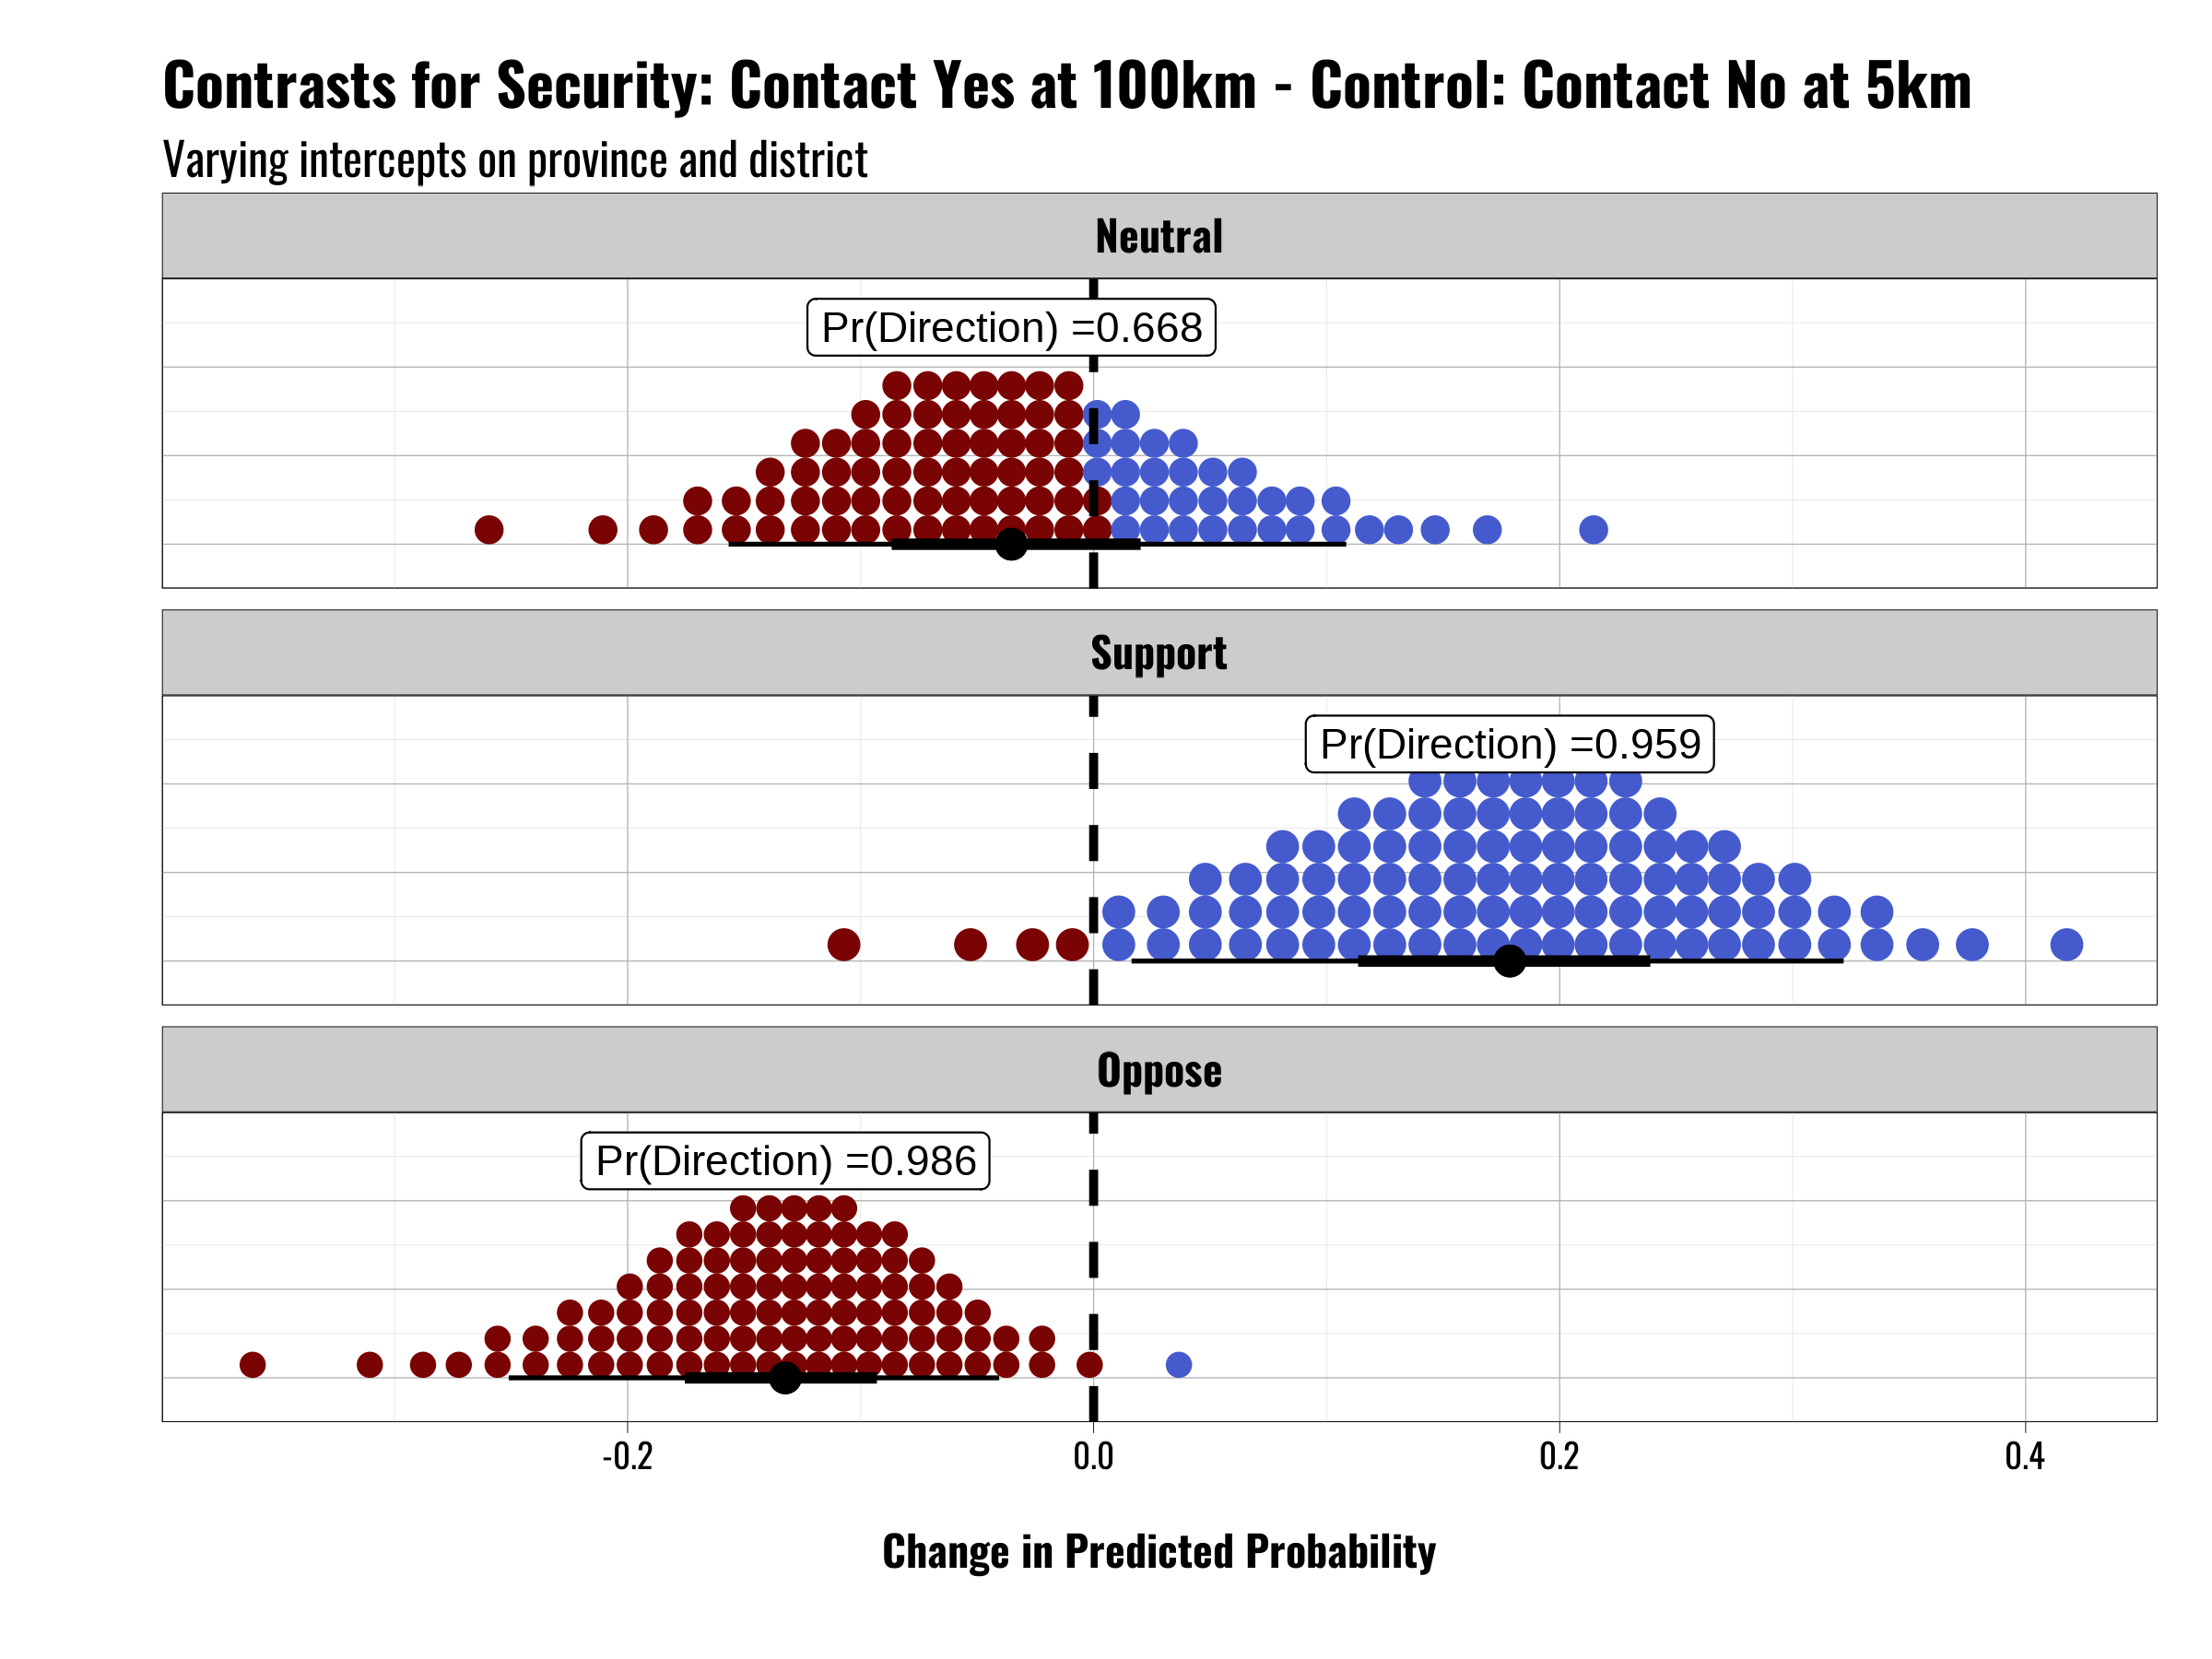 Contrasts for Security: Contact Yes at 100km - Control: Contact No at 5km
Varying intercepts on province and district
Neutral
Pr(Direction) =0.668
Support
Pr(Direction) =0.959
Oppose
Pr(Direction) =0.986
-0.2 0.0 0.2 0.4
Change in Predicted Probability